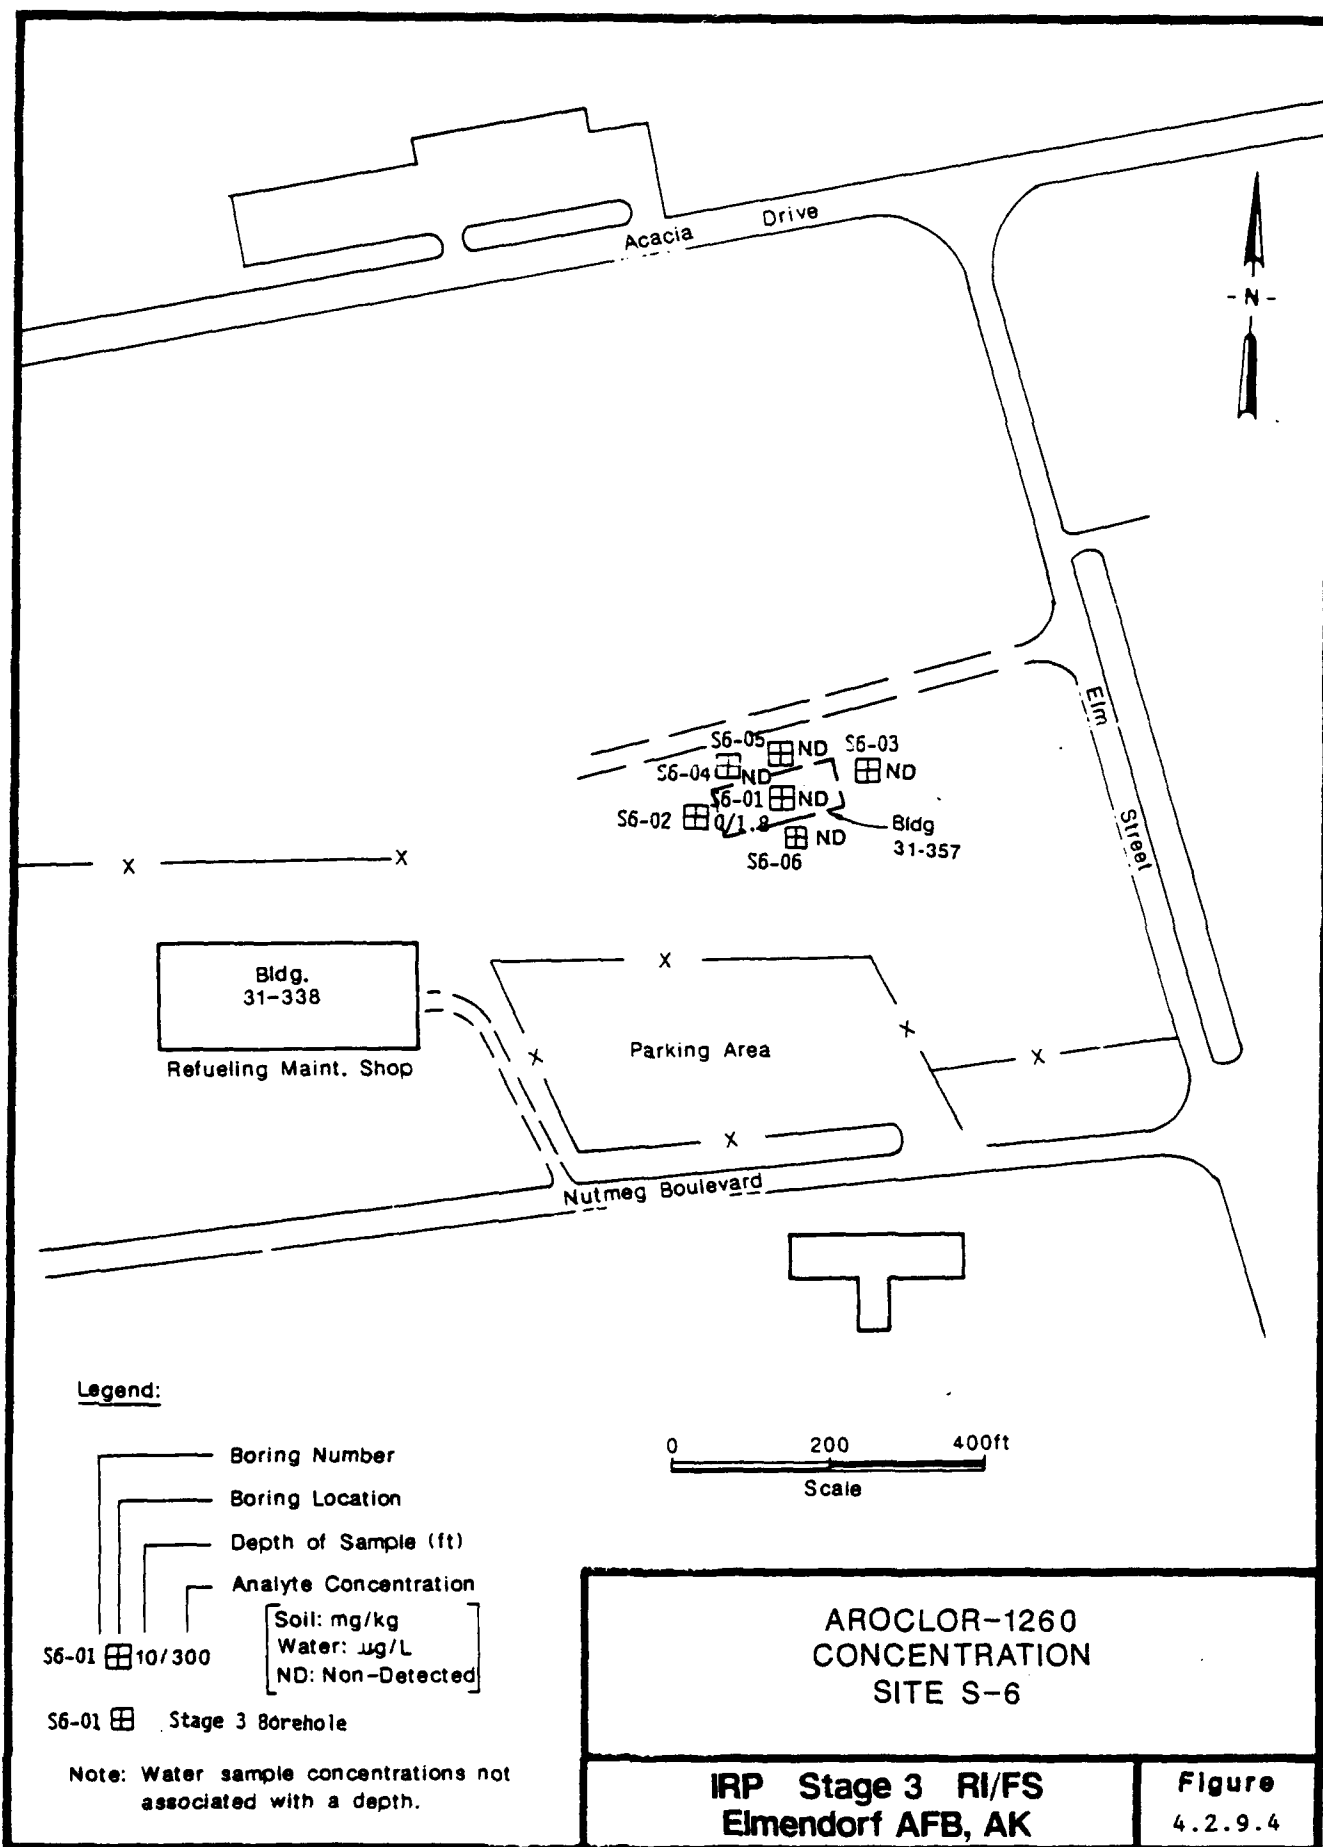 Acacia Drive
- N -
Elm
Street
S6-05 ND
S6-03 ND
S6-04 ND
S6-01 ND
S6-02 0/1.8
S6-06 ND
Bldg
31-357
X X
Bldg.
31-338
Refueling Maint. Shop
X
X
X
X
Parking Area
X
Nutmeg Boulevard
Legend:
Boring Number
Boring Location
Depth of Sample (ft)
Analyte Concentration
Soil: mg/kg
Water: µg/L
ND: Non-Detected
S6-01 10/300
S6-01 Stage 3 Borehole
Note: Water sample concentrations not
associated with a depth.
0 200 400ft
Scale
AROCLOR-1260
CONCENTRATION
SITE S-6
IRP Stage 3 RI/FS
Elmendorf AFB, AK
Figure
4.2.9.4